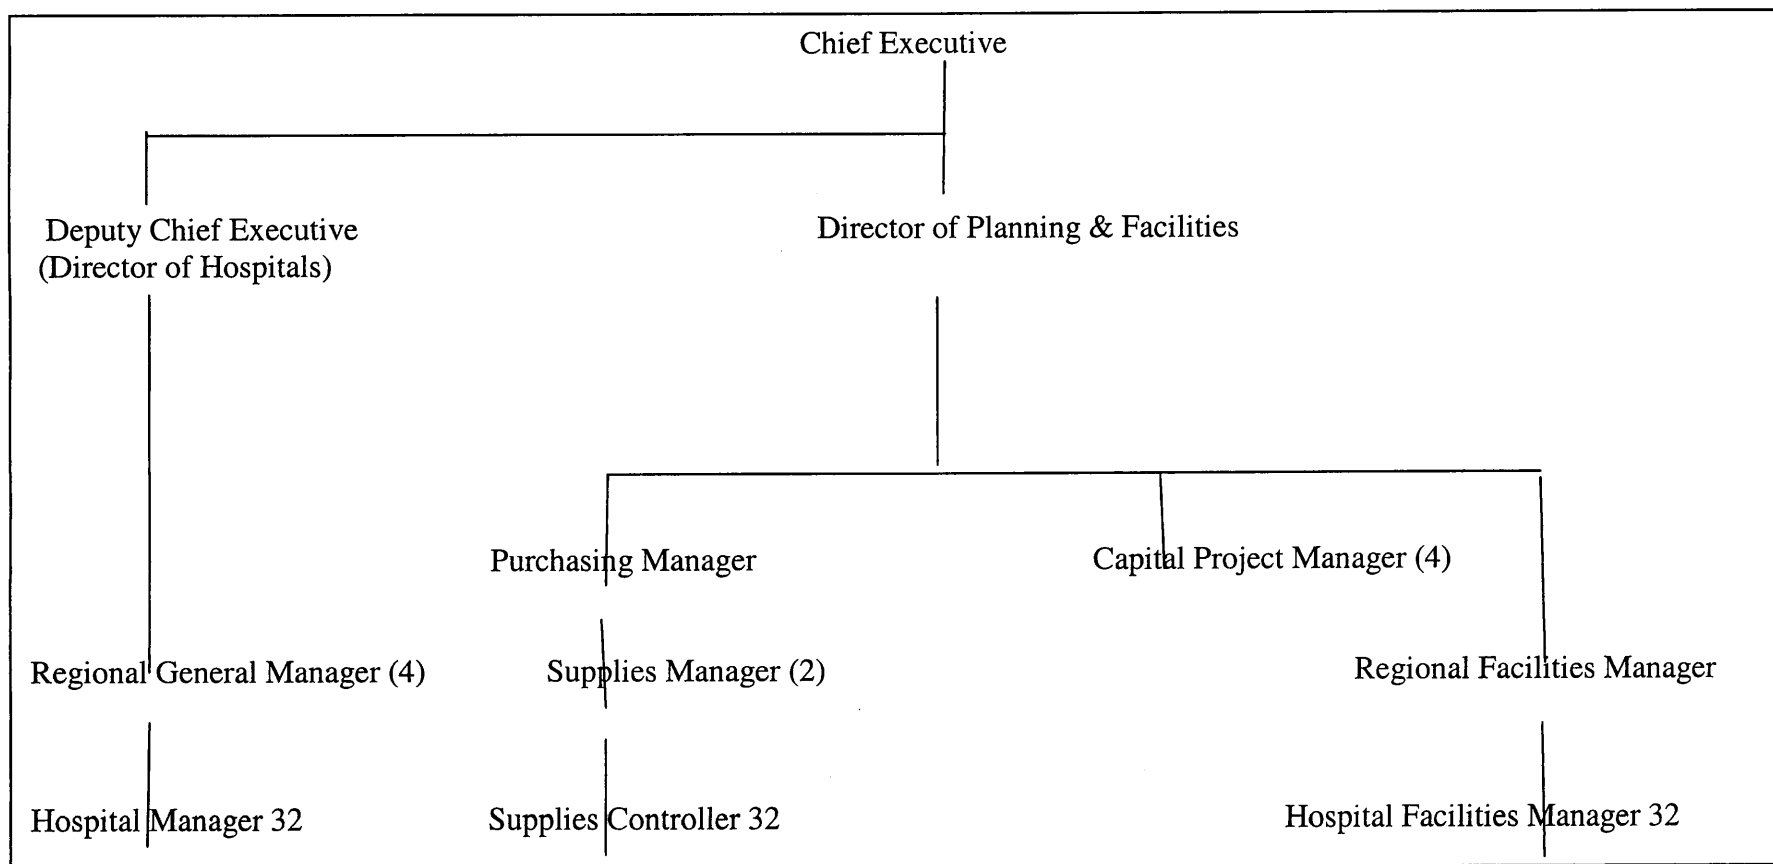 Chief Executive
Deputy Chief Executive
(Director of Hospitals)
Director of Planning & Facilities
Purchasing Manager
Capital Project Manager (4)
Regional General Manager (4)
Supplies Manager (2)
Regional Facilities Manager
Hospital Manager 32
Supplies Controller 32
Hospital Facilities Manager 32